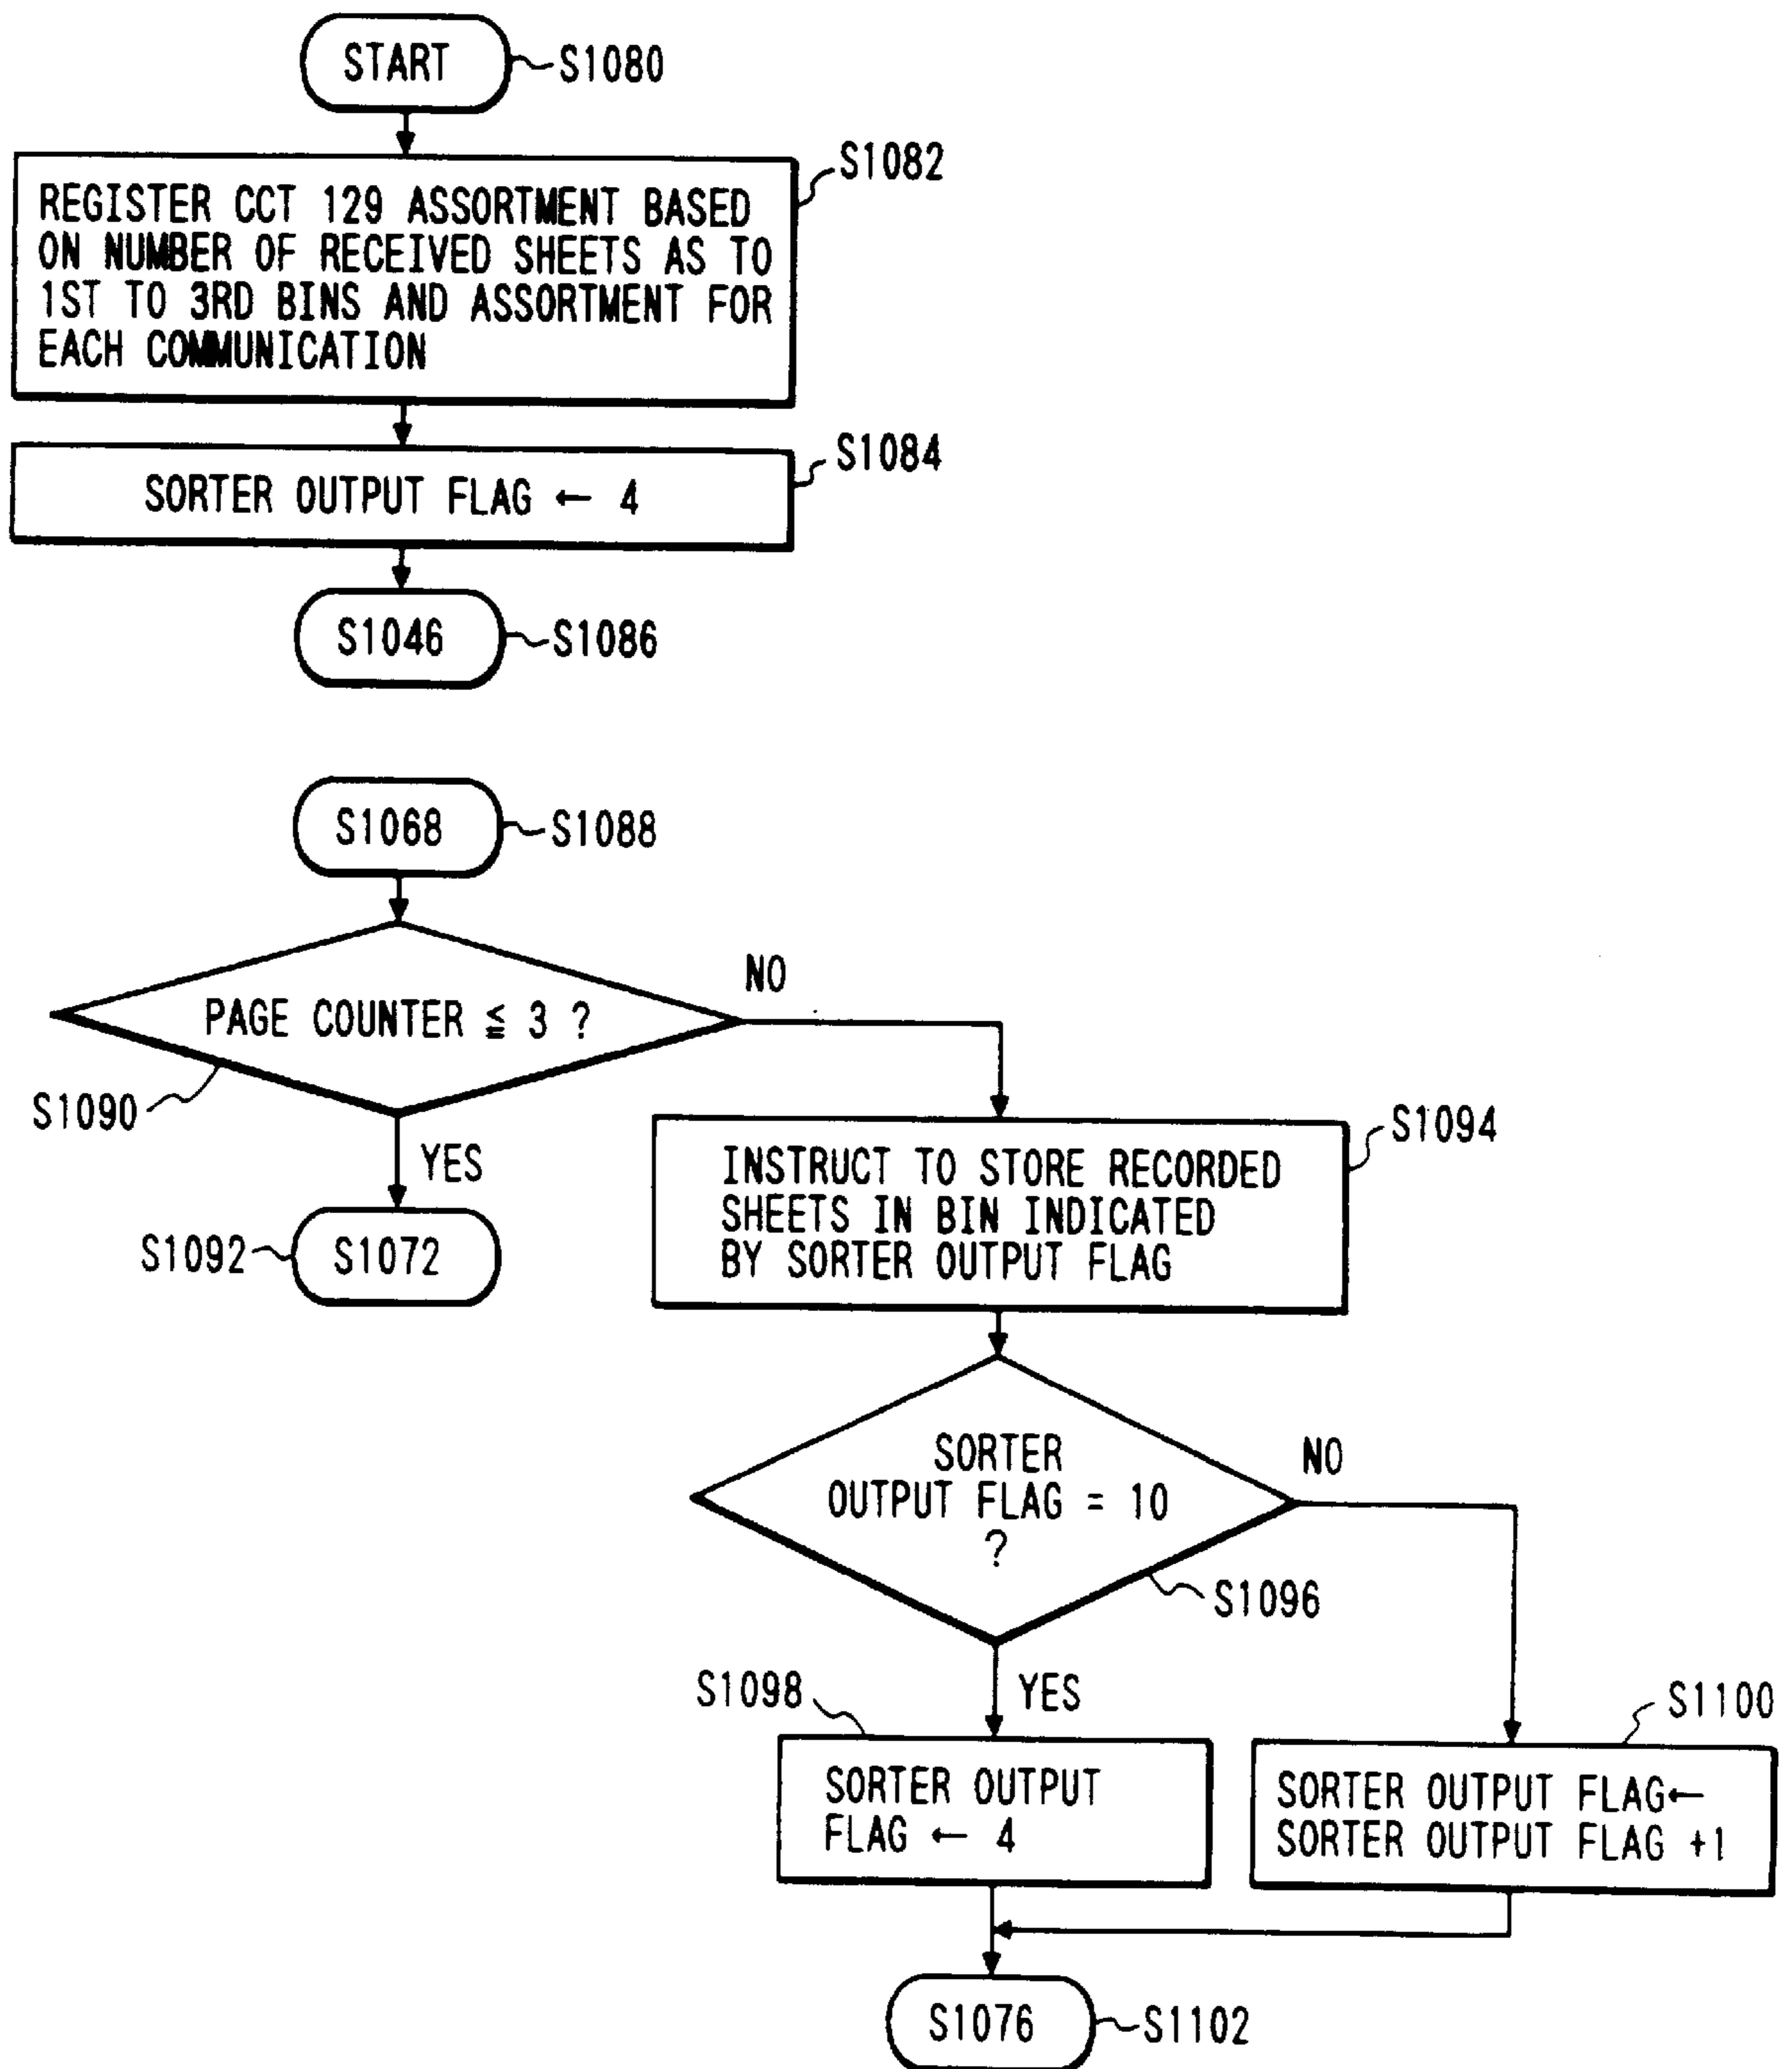 START
S1080
S1082
REGISTER CCT 129 ASSORTMENT BASED
ON NUMBER OF RECEIVED SHEETS AS TO
1ST TO 3RD BINS AND ASSORTMENT FOR
EACH COMMUNICATION
S1084
SORTER OUTPUT FLAG ← 4
S1046
S1086
S1068
S1088
NO
PAGE COUNTER ≦ 3 ?
S1090
YES
S1094
INSTRUCT TO STORE RECORDED
SHEETS IN BIN INDICATED
BY SORTER OUTPUT FLAG
S1092
S1072
SORTER
OUTPUT FLAG = 10
?
NO
S1096
S1098
YES
S1100
SORTER OUTPUT
FLAG ← 4
SORTER OUTPUT FLAG←
SORTER OUTPUT FLAG +1
S1076
S1102